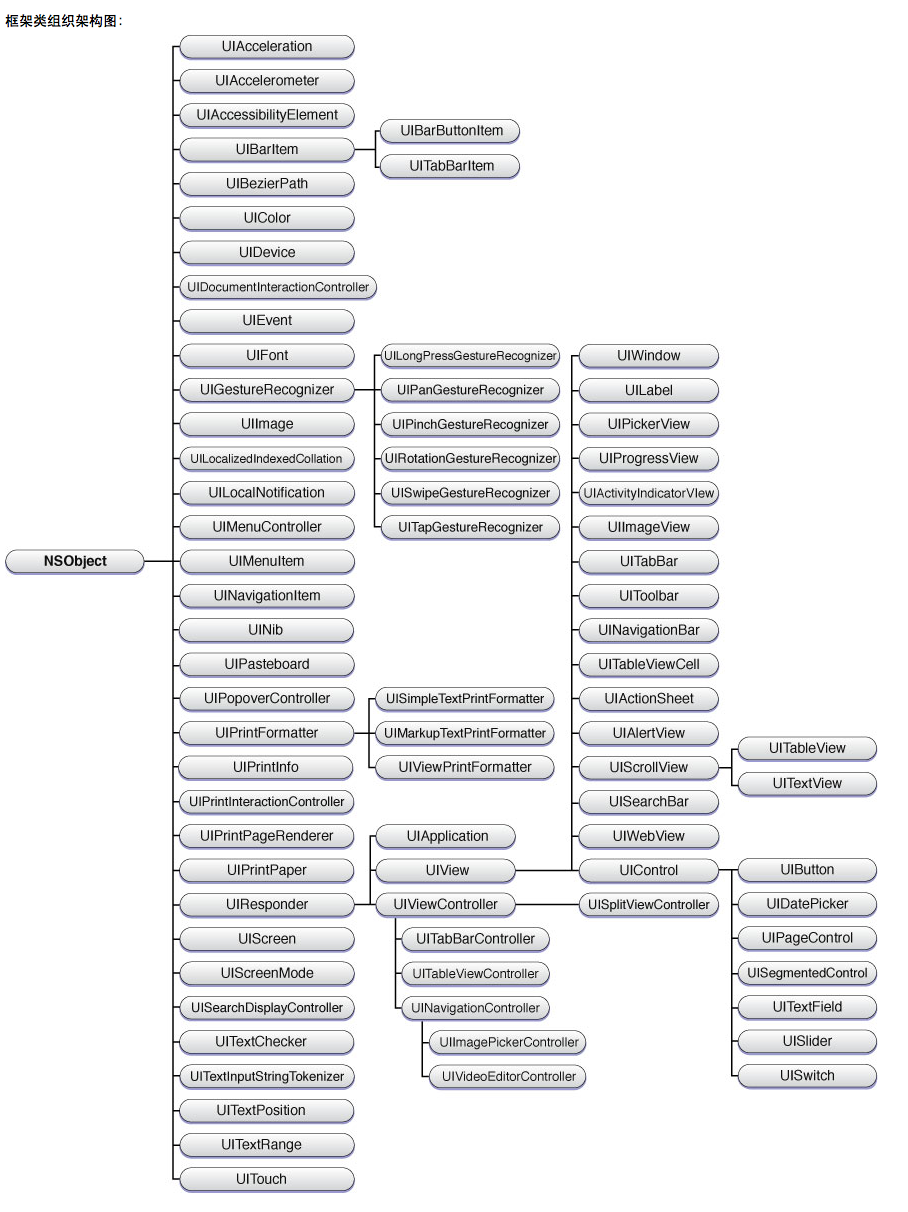 框架类组织架构图：
UIAcceleration
UIAccelerometer
UIAccessibilityElement
UIBarItem
UIBarButtonItem
UITabBarItem
UIBezierPath
UIColor
UIDevice
UIDocumentInteractionController
UIEvent
UIFont
UIGestureRecognizer
UILongPressGestureRecognizer
UIPanGestureRecognizer
UIPinchGestureRecognizer
UIRotationGestureRecognizer
UISwipeGestureRecognizer
UITapGestureRecognizer
UIImage
UILocalizedIndexedCollation
UILocalNotification
UIMenuController
NSObject
UIMenuItem
UINavigationItem
UINib
UIPasteboard
UIPopoverController
UIPrintFormatter
UISimpleTextPrintFormatter
UIMarkupTextPrintFormatter
UIViewPrintFormatter
UIPrintInfo
UIPrintInteractionController
UIPrintPageRenderer
UIPrintPaper
UIResponder
UIApplication
UIView
UIViewController
UIWindow
UILabel
UIPickerView
UIProgressView
UIActivityIndicatorVIew
UIImageView
UITabBar
UIToolbar
UINavigationBar
UITableViewCell
UIActionSheet
UIAlertView
UIScrollView
UITableView
UITextView
UISearchBar
UIWebView
UIControl
UIButton
UIDatePicker
UIPageControl
UISegmentedControl
UITextField
UISlider
UISwitch
UISplitViewController
UITabBarController
UITableViewController
UINavigationController
UIImagePickerController
UIVideoEditorController
UIScreen
UIScreenMode
UISearchDisplayController
UITextChecker
UITextInputStringTokenizer
UITextPosition
UITextRange
UITouch